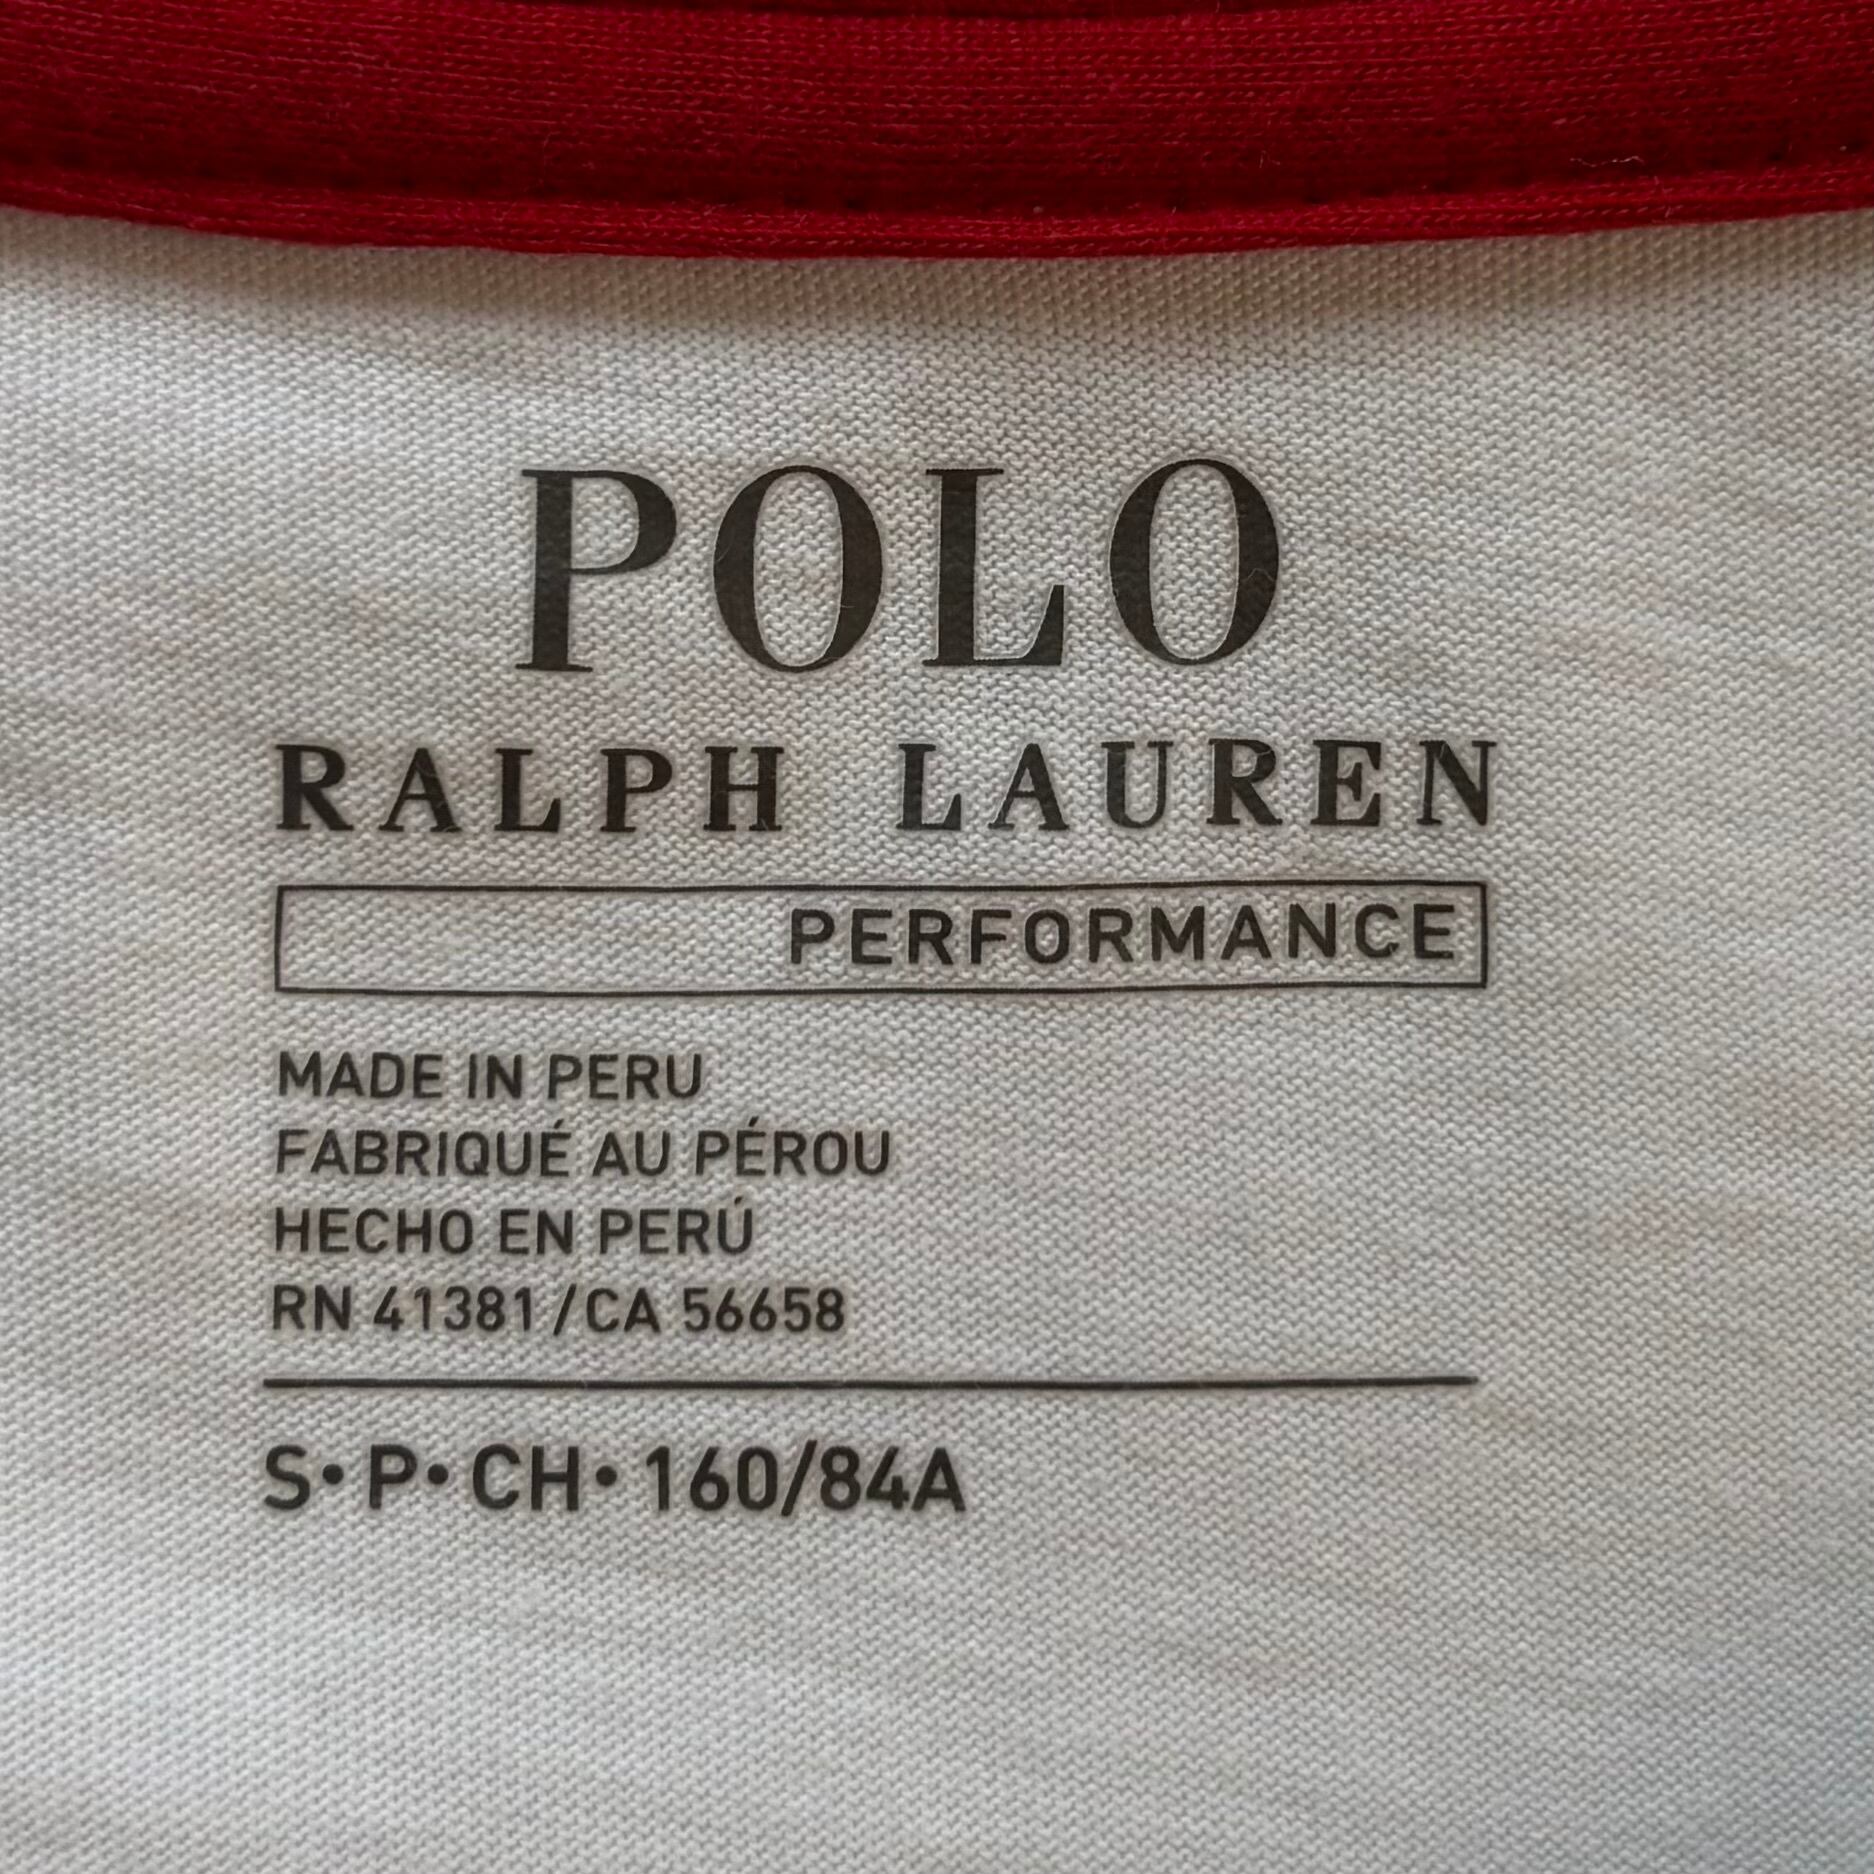 POLO
RALPH LAUREN
PERFORMANCE
MADE IN PERU
FABRIQUÉ AU PÉROU
HECHO EN PERÚ
RN 41381 / CA 56658
S• P• CH• 160/84A